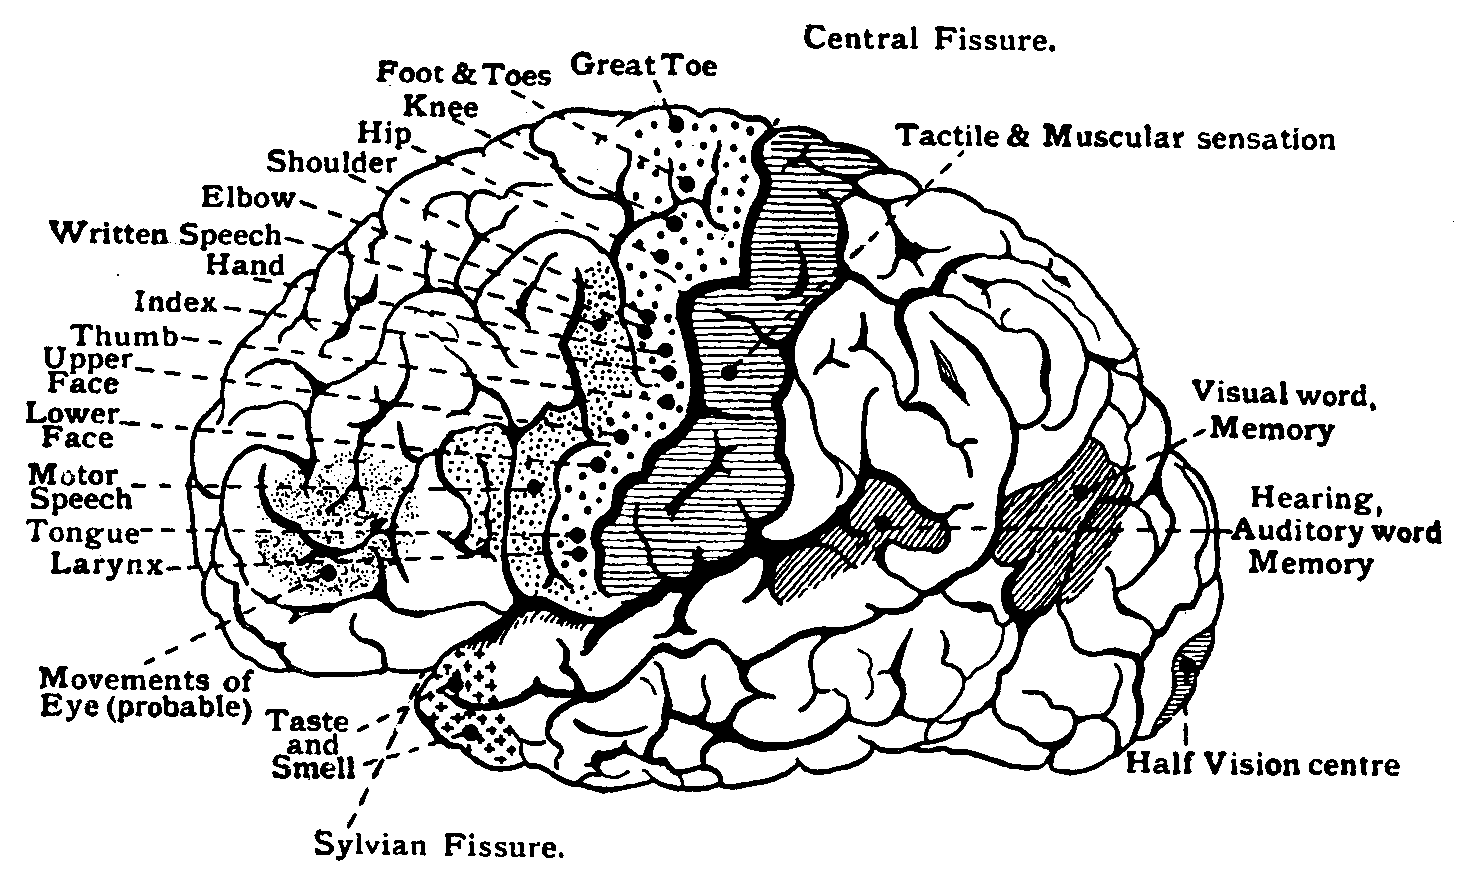 Central Fissure.
Great Toe
Foot & Toes
Knee
Hip
Shoulder
Elbow
Written Speech
Hand
Index
Thumb
Upper
Face
Lower
Face
Motor
Speech
Tongue
Larynx
Movements of
Eye (probable)
Taste
and
Smell
Sylvian Fissure.
Tactile & Muscular sensation
Visual word,
Memory
Hearing,
Auditory word
Memory
Half Vision centre